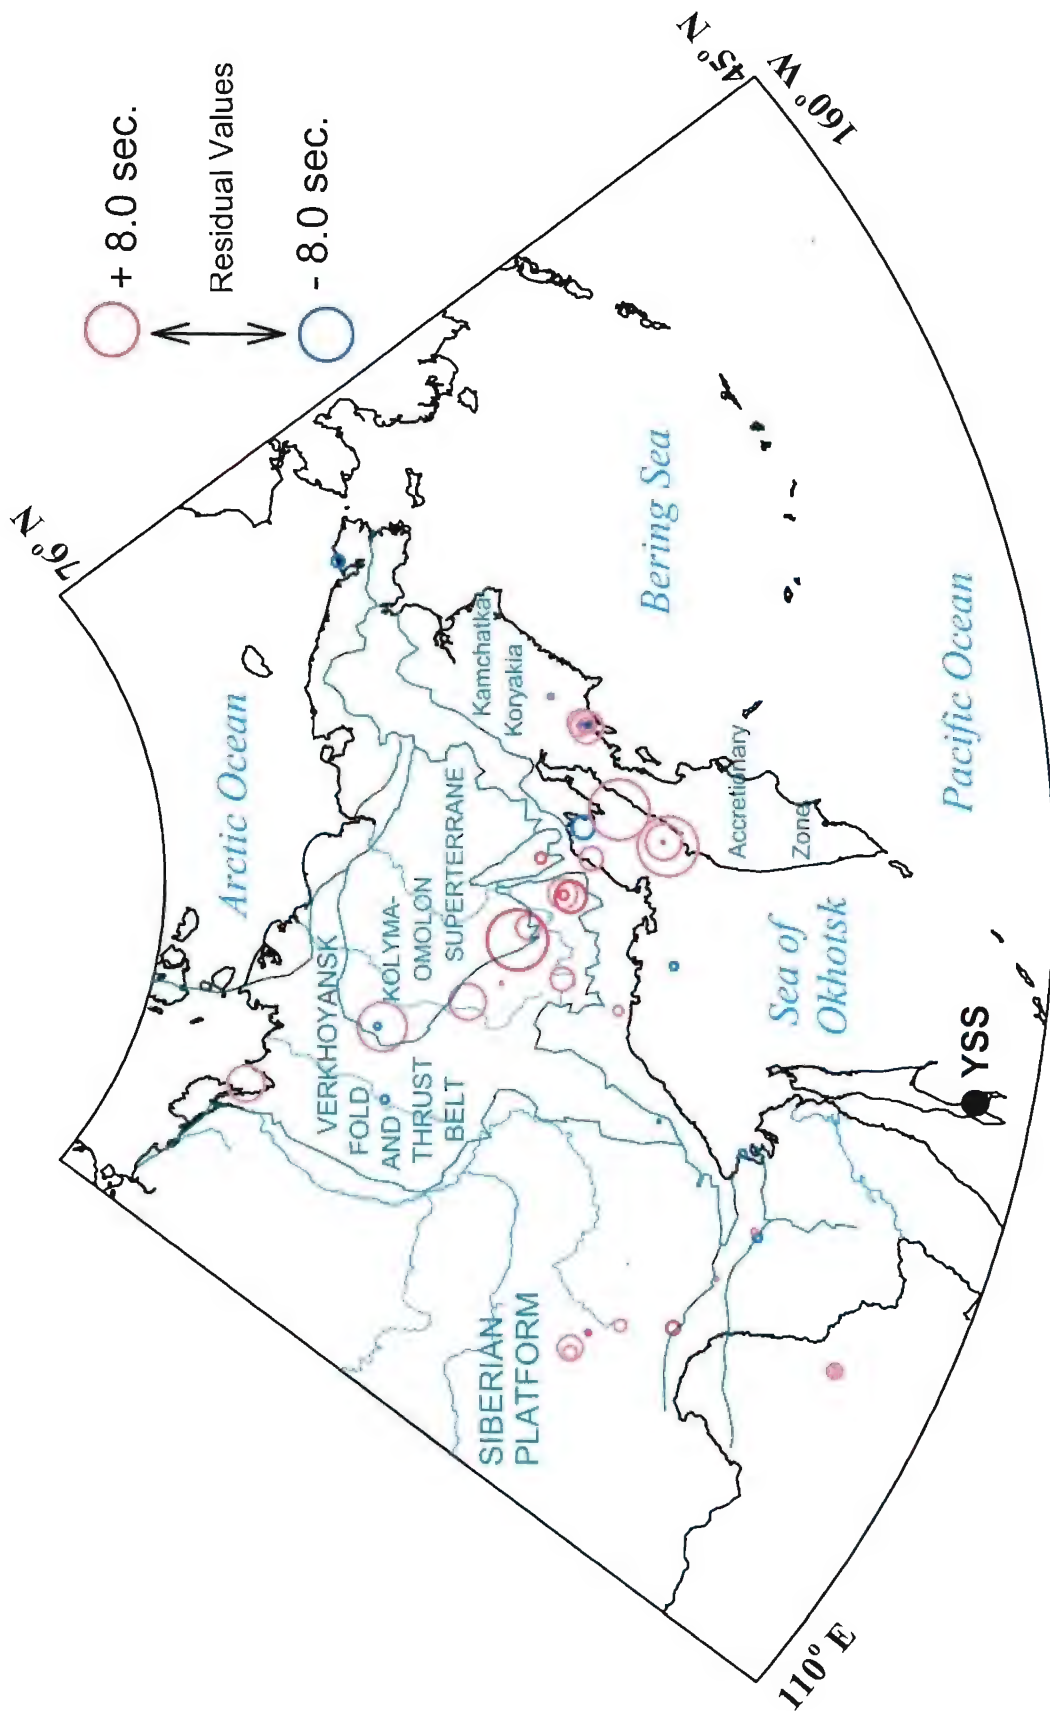 + 8.0 sec.
Residual Values
- 8.0 sec.
76° N
45° N
160° W
110° E
Arctic Ocean
Bering Sea
Pacific Ocean
Sea of
Okhotsk
VERKHOYANSK
FOLD
AND
THRUST
BELT
KOLYMA-
OMOLON
SUPERTERRANE
Kamchatka
Koryakia
Accretionary
Zone
SIBERIAN
PLATFORM
YSS